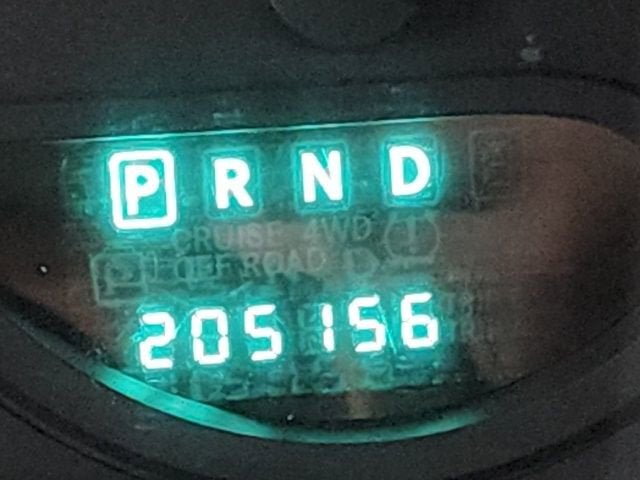 P R N D
CRUISE 4WD
OFF ROAD
205156